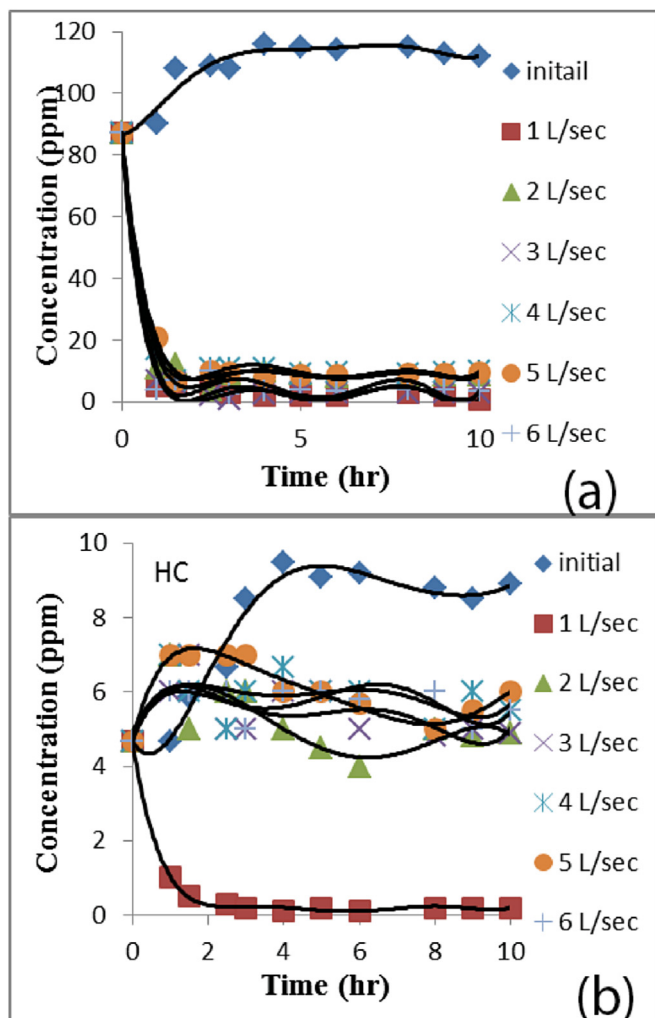 120
100
80
60
40
20
0
0 5 10
Concentration (ppm)
Time (hr)
initail
1 L/sec
2 L/sec
3 L/sec
4 L/sec
5 L/sec
6 L/sec
(a)
HC
10
8
6
4
2
0
0 2 4 6 8 10
Concentration (ppm)
Time (hr)
initial
1 L/sec
2 L/sec
3 L/sec
4 L/sec
5 L/sec
6 L/sec
(b)